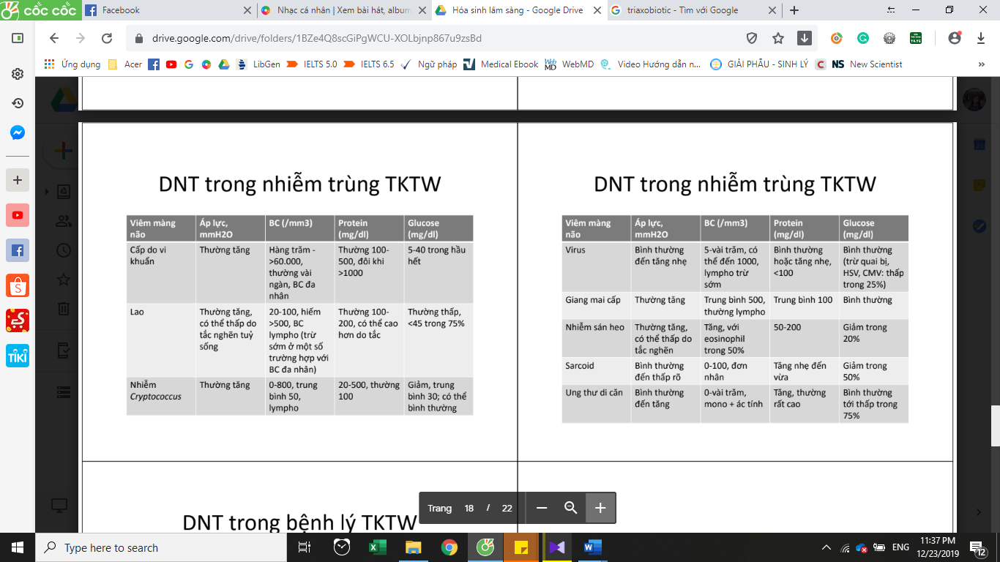 cốc cốc
Facebook
Nhạc cá nhân | Xem bài hát, album
Hóa sinh lâm sàng - Google Drive
triaxobiotic - Tìm với Google
drive.google.com/drive/folders/1BZe4Q8scGiPgWCU-XOLbjnp867u9zsBd
Ứng dụng
Acer
LibGen
IELTS 5.0
IELTS 6.5
Ngữ pháp
Medical Ebook
WebMD
Video Hướng dẫn n...
GIẢI PHẪU - SINH LÝ
New Scientist
DNT trong nhiễm trùng TKTW
Viêm màng
não
Áp lực,
mmH2O
BC (/mm3)
Protein
(mg/dl)
Glucose
(mg/dl)
Cấp do vi
khuẩn
Thường tăng
Hàng trăm -
>60.000,
thường vài
ngàn, BC đa
nhân
Thường 100-
500, đôi khi
>1000
5-40 trong hầu
hết
Lao
Thường tăng,
có thể thấp do
tắc nghẽn tuỷ
sống
20-100, hiếm
>500, BC
lympho (trừ
sớm ở một số
trường hợp với
BC đa nhân)
Thường 100-
200, có thể cao
hơn do tắc
Thường thấp,
<45 trong 75%
Nhiễm
Cryptococcus
Thường tăng
0-800, trung
bình 50,
lympho
20-500, thường
100
Giảm, trung
bình 30; có thể
bình thường
DNT trong nhiễm trùng TKTW
Viêm màng
não
Áp lực,
mmH2O
BC (/mm3)
Protein
(mg/dl)
Glucose
(mg/dl)
Virus
Bình thường
đến tăng nhẹ
5-vài trăm, có
thể đến 1000,
lympho trừ
sớm
Bình thường
hoặc tăng nhẹ,
<100
Bình thường
(trừ quai bị,
HSV, CMV: thấp
trong 25%)
Giang mai cấp
Thường tăng
Trung bình 500,
thường lympho
Trung bình 100
Bình thường
Nhiễm sán heo
Thường tăng,
có thể thấp do
tắc nghẽn
Tăng, với
eosinophil
trong 50%
50-200
Giảm trong
20%
Sarcoid
Bình thường
đến thấp rõ
0-100, đơn
nhân
Tăng nhẹ đến
vừa
Giảm trong
50%
Ung thư di căn
Bình thường
đến tăng
0-vài trăm,
mono + ác tính
Tăng, thường
rất cao
Bình thường
tới thấp trong
75%
DNT trong bệnh lý TKTW
Trang 18 / 22
TIKI
Type here to search
ENG
11:37 PM
12/23/2019
12